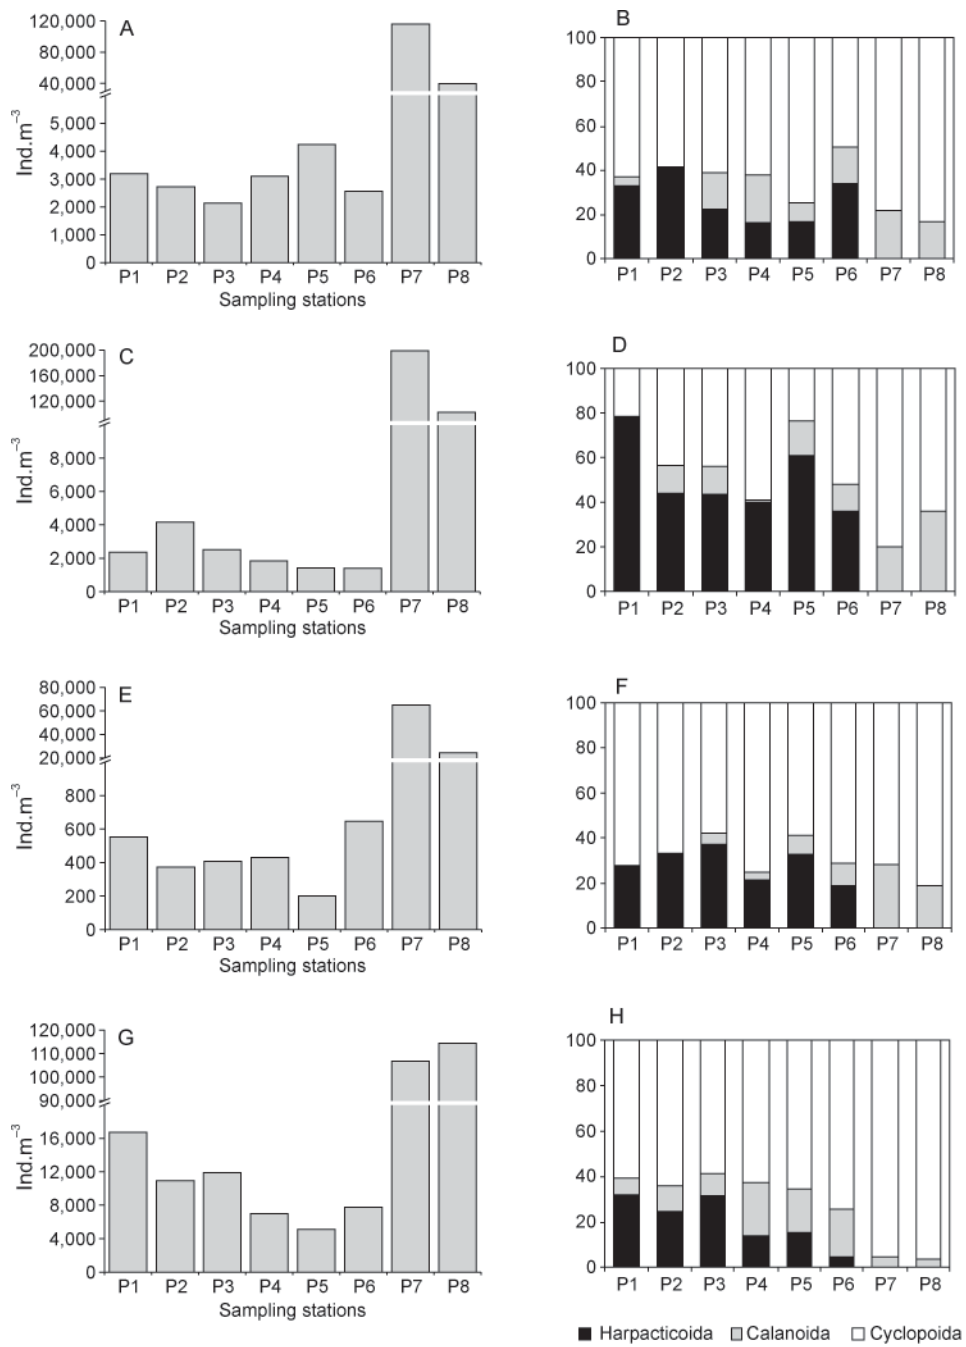 A
120,000
80,000
40,000
5,000
4,000
3,000
2,000
1,000
0
Ind.m⁻³
P1 P2 P3 P4 P5 P6 P7 P8
Sampling stations
B
100
80
60
40
20
0
P1 P2 P3 P4 P5 P6 P7 P8
C
200,000
160,000
120,000
8,000
6,000
4,000
2,000
0
Ind.m⁻³
P1 P2 P3 P4 P5 P6 P7 P8
Sampling stations
D
100
80
60
40
20
0
P1 P2 P3 P4 P5 P6 P7 P8
E
80,000
60,000
40,000
20,000
800
600
400
200
0
Ind.m⁻³
P1 P2 P3 P4 P5 P6 P7 P8
Sampling stations
F
100
80
60
40
20
0
P1 P2 P3 P4 P5 P6 P7 P8
G
120,000
110,000
100,000
90,000
16,000
12,000
8,000
4,000
0
Ind.m⁻³
P1 P2 P3 P4 P5 P6 P7 P8
Sampling stations
H
100
80
60
40
20
0
P1 P2 P3 P4 P5 P6 P7 P8
Harpacticoida Calanoida Cyclopoida